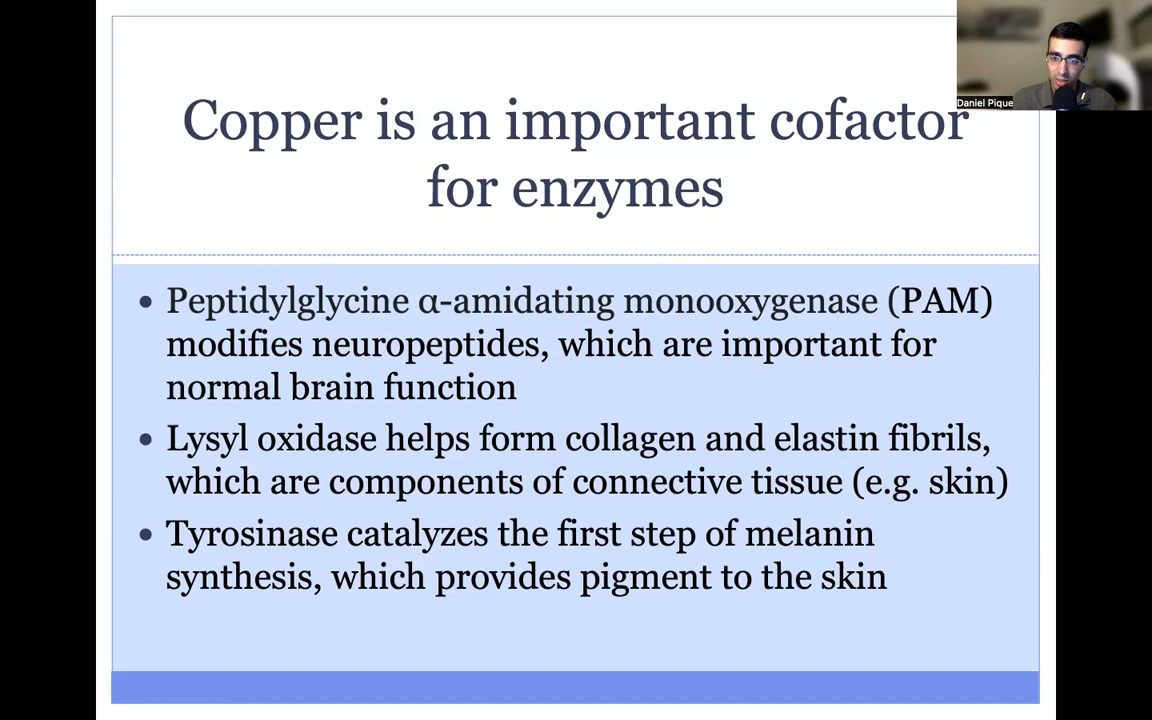 Copper is an important cofactor
for enzymes
Daniel Pique
• Peptidylglycine α-amidating monooxygenase (PAM)
modifies neuropeptides, which are important for
normal brain function
• Lysyl oxidase helps form collagen and elastin fibrils,
which are components of connective tissue (e.g. skin)
• Tyrosinase catalyzes the first step of melanin
synthesis, which provides pigment to the skin